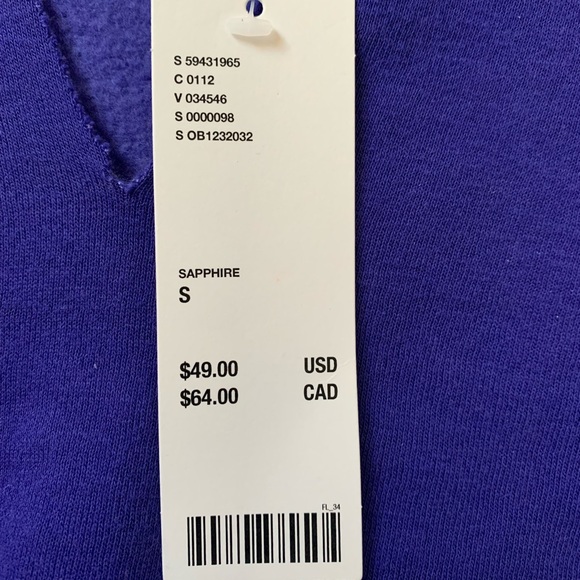 S 59431965
C 0112
V 034546
S 0000098
S OB1232032
SAPPHIRE
S
$49.00 USD
$64.00 CAD
FL_34